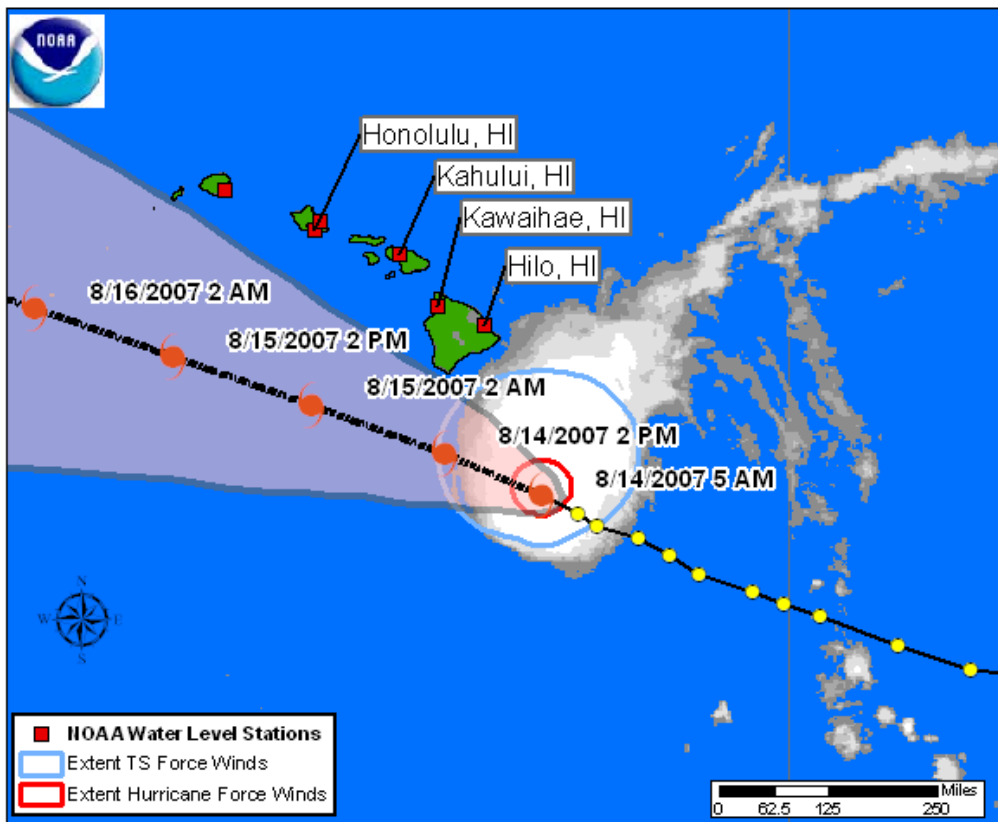 NOAA
Honolulu, HI
Kahului, HI
Kawaihae, HI
Hilo, HI
8/16/2007 2 AM
8/15/2007 2 PM
8/15/2007 2 AM
8/14/2007 2 PM
8/14/2007 5 AM
N
W E
S
NOAA Water Level Stations
Extent TS Force Winds
Extent Hurricane Force Winds
Miles
0 62.5 125 250